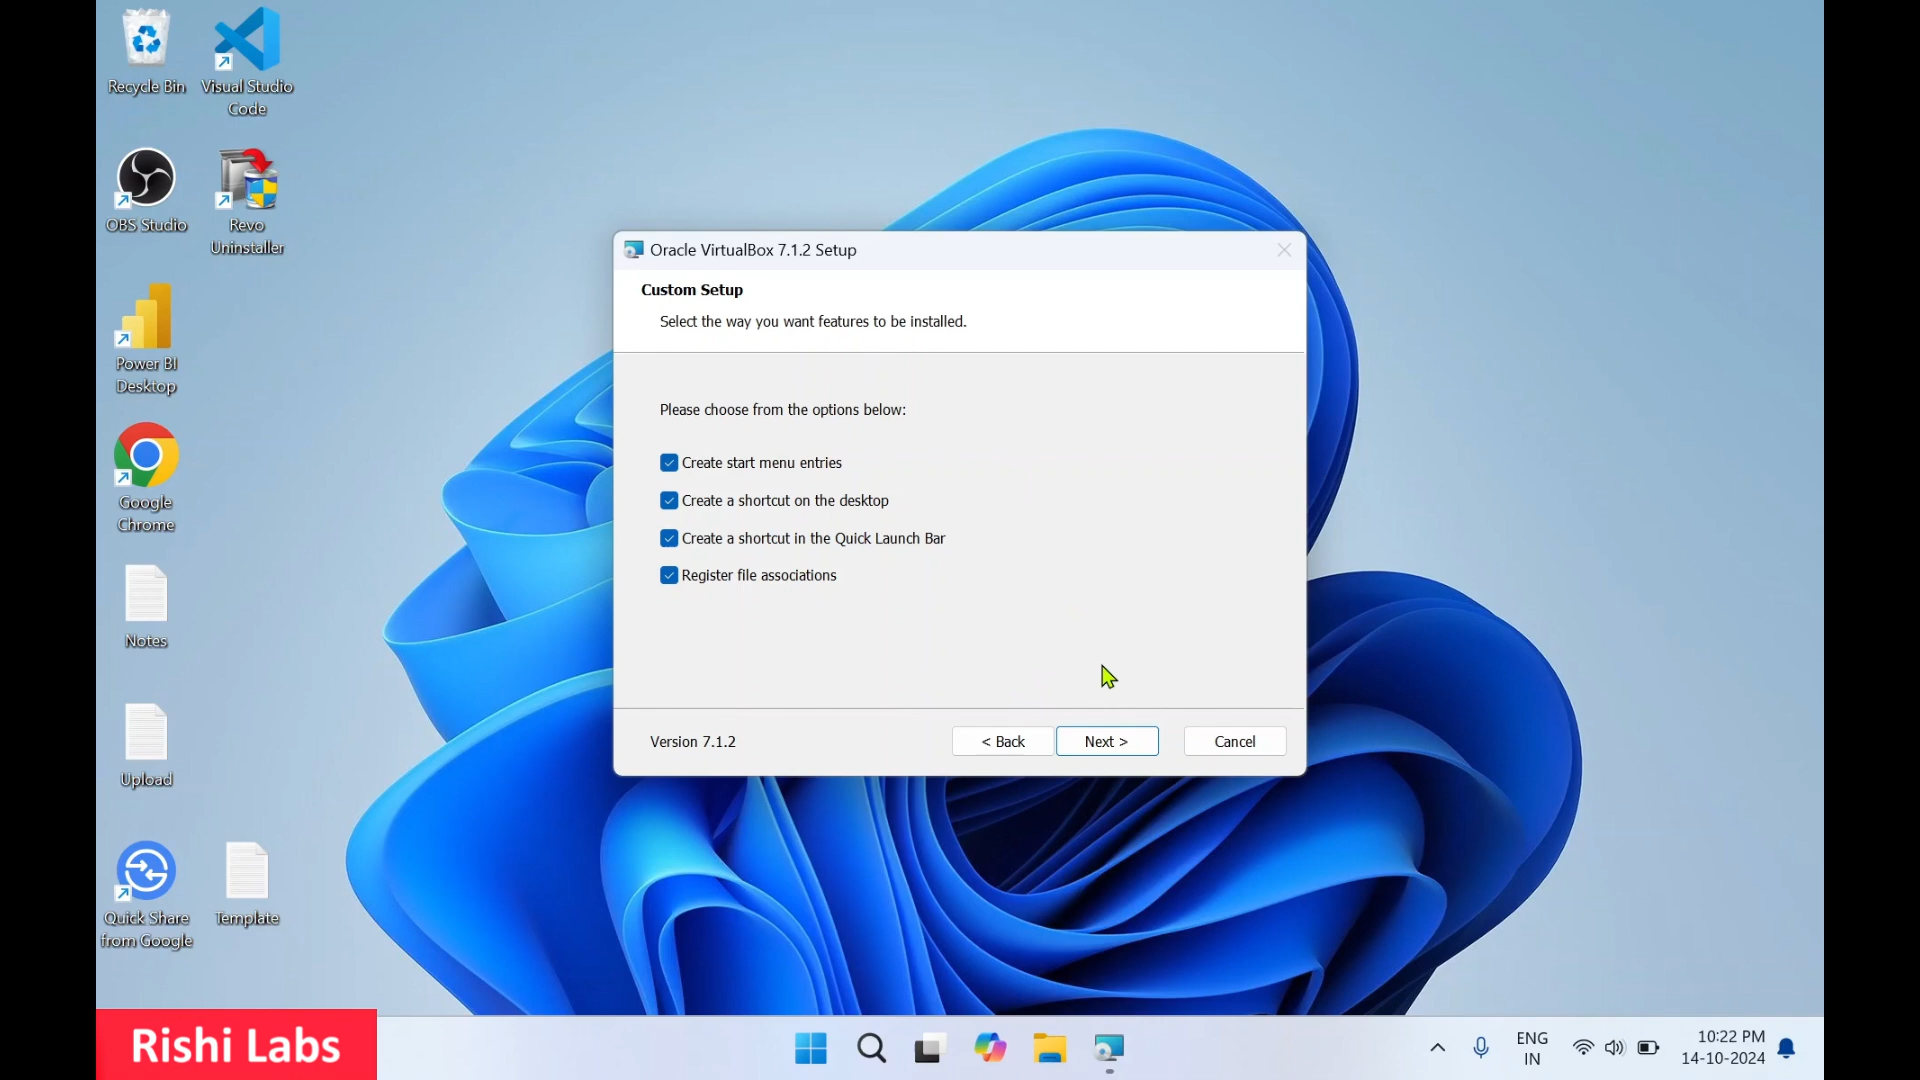 Recycle Bin
Visual Studio
Code
OBS Studio
Revo
Uninstaller
Power BI
Desktop
Google
Chrome
Notes
Upload
Quick Share
from Google
Template
Oracle VirtualBox 7.1.2 Setup
Custom Setup
Select the way you want features to be installed.
Please choose from the options below:
Create start menu entries
Create a shortcut on the desktop
Create a shortcut in the Quick Launch Bar
Register file associations
Version 7.1.2
< Back
Next >
Cancel
Rishi Labs
ENG
IN
10:22 PM
14-10-2024